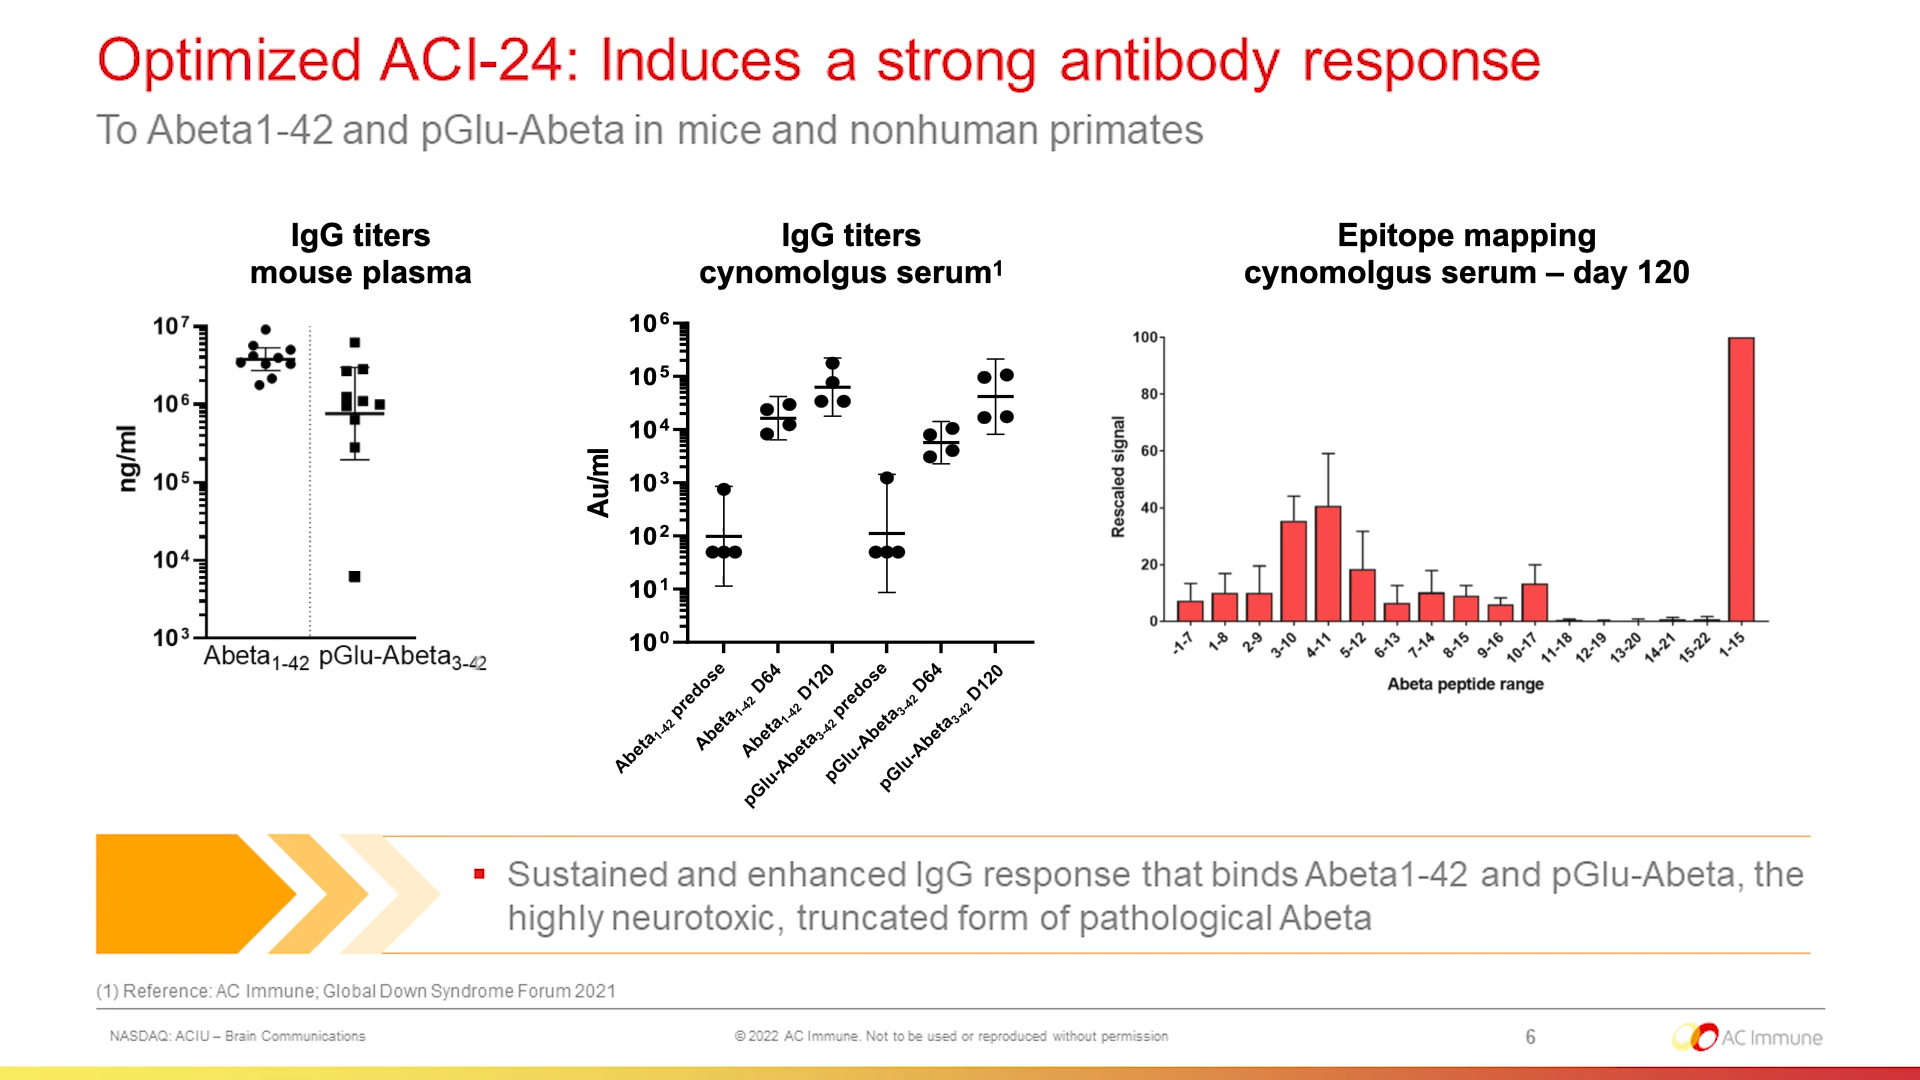 Optimized ACI-24: Induces a strong antibody response
To Abeta1-42 and pGlu-Abeta in mice and nonhuman primates
IgG titers
mouse plasma
10⁷
10⁶
10⁵
10⁴
10³
ng/ml
Abeta₁₋₄₂ pGlu-Abeta₃₋₄₂
IgG titers
cynomolgus serum¹
10⁶
10⁵
10⁴
10³
10²
10¹
10⁰
Au/ml
Abeta₁₋₄₂ predose
Abeta₁₋₄₂ D64
Abeta₁₋₄₂ D120
pGlu-Abeta₃₋₄₂ predose
pGlu-Abeta₃₋₄₂ D64
pGlu-Abeta₃₋₄₂ D120
Epitope mapping
cynomolgus serum – day 120
100
80
60
40
20
0
Rescaled signal
-1-7
1-8
2-9
3-10
4-11
5-12
6-13
7-14
8-15
9-16
10-17
11-18
12-19
13-20
14-21
15-22
1-15
Abeta peptide range
Sustained and enhanced IgG response that binds Abeta1-42 and pGlu-Abeta, the
highly neurotoxic, truncated form of pathological Abeta
(1) Reference: AC Immune; Global Down Syndrome Forum 2021
NASDAQ: ACIU – Brain Communications
© 2022 AC Immune. Not to be used or reproduced without permission
6
AC Immune